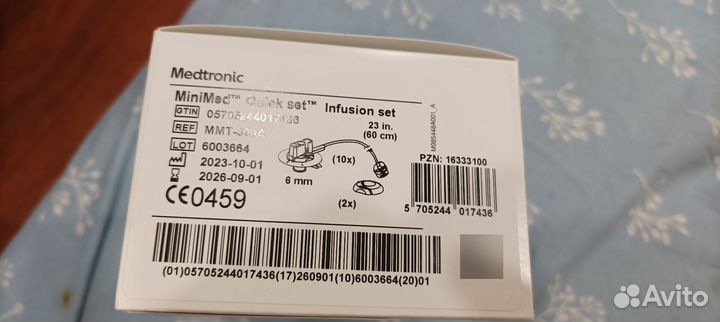 Medtronic
MiniMed™ Quick set™ Infusion set
GTIN 05705244017436
REF
LOT 6003664
2023-10-01
2026-09-01
CE0459
23 in.
(60 cm)
(10x)
6 mm
(2x)
M985448A001_A
PZN: 16333100
5 705244 017436
(01)05705244017436(17)260901(10)6003664(20)01
Avito